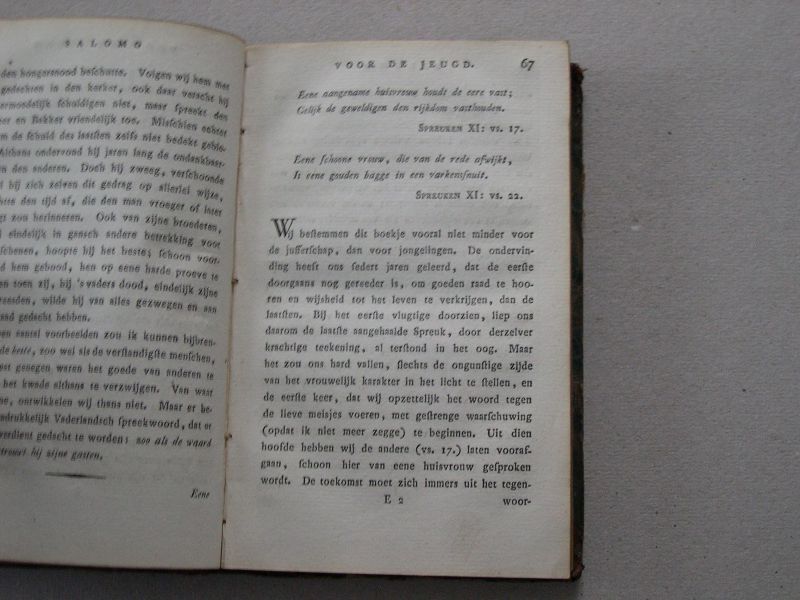 SALOMO
den hongersnood beſchutte. Volgen wij hem met
gedachten in den kerker, ook daar verſcht hij
ermoedelijk ſchuldigen niet, maar ſpreekt den
er en Bakker vriendelijk toe. Misſchien echter
m de ſchuld des laatſten zelfs niet bedekt geble-
Althans ondervond hij jaren lang de ondankbaar-
den anderen. Doch hij zweeg, verſchoonde
bij zich zelven dit gedrag op allerlei wijze,
tte den tijd af, die den man vroeger of later
zou herinneren. Ook van zijne broederen,
eindelijk in gansch andere betrekking voor
ſchenen, hoopte hij het beste; ſchoon voor-
hem gebood, hen op eene harde proeve te
en toen zij, bij 's vaders dood, eindelijk zijne
reesden, wilde hij van alles gezwegen en aan
aad gedacht hebben.
en aantal voorbeelden zou ik kunnen bijbren-
de beste, zoo wel als de verſtandigſte menſchen,
est genegen waren het goede van anderen te
het kwade althans te verzwijgen. Van waar
ne, ontwikkelen wij thans niet. Maar er be-
adrukkelijk Vaderlandsch ſpreekwoord, dat er
verdient gedacht te worden: zoo als de waard
trouwt hij zijne gasten.
Eene
VOOR DE JEUGD. 67
Eene aangename huisvrouw houdt de eere vast;
Gelijk de geweldigen den rijkdom vasthouden.
SPREUKEN XI: vs. 17.
Eene ſchoone vrouw, die van de rede afwijkt,
Is eene gouden bagge in een varkensſnuit.
SPREUKEN XI: vs. 22.
Wij beſtemmen dit boekje vooral niet minder voor
de jufferſchap, dan voor jongelingen. De ondervin-
ding heeft ons ſedert jaren geleerd, dat de eerſte
doorgaans nog gereeder is, om goeden raad te hoo-
ren en wijsheid tot het leven te verkrijgen, dan de
laatſten. Bij het eerſte vlugtige doorzien, liep ons
daarom de laatſte aangehaalde Spreuk, door derzelver
krachtige teekening, al terſtond in het oog. Maar
het zou ons hard vallen, ſlechts de ongunſtige zijde
van het vrouwelijk karakter in het licht te ſtellen, en
de eerſte keer, dat wij opzettelijk het woord tegen
de lieve meisjes voeren, met geſtrenge waarſchuwing
(opdat ik niet meer zegge) te beginnen. Uit dien
hoofde hebben wij de andere (vs. 17.) laten vooraf-
gaan, ſchoon hier van eene huisvrouw geſproken
wordt. De toekomst moet zich immers uit het tegen-
E 2 woor-